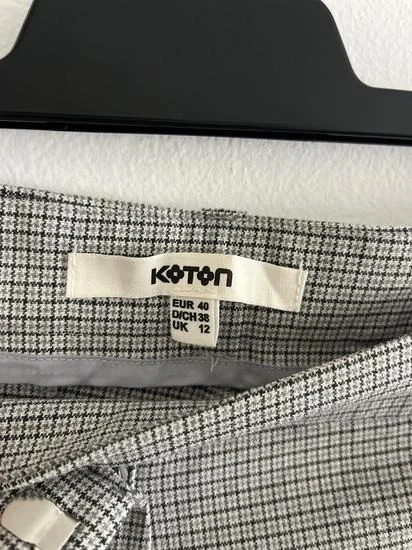 KOTON
EUR 40
D/CH 38
UK 12